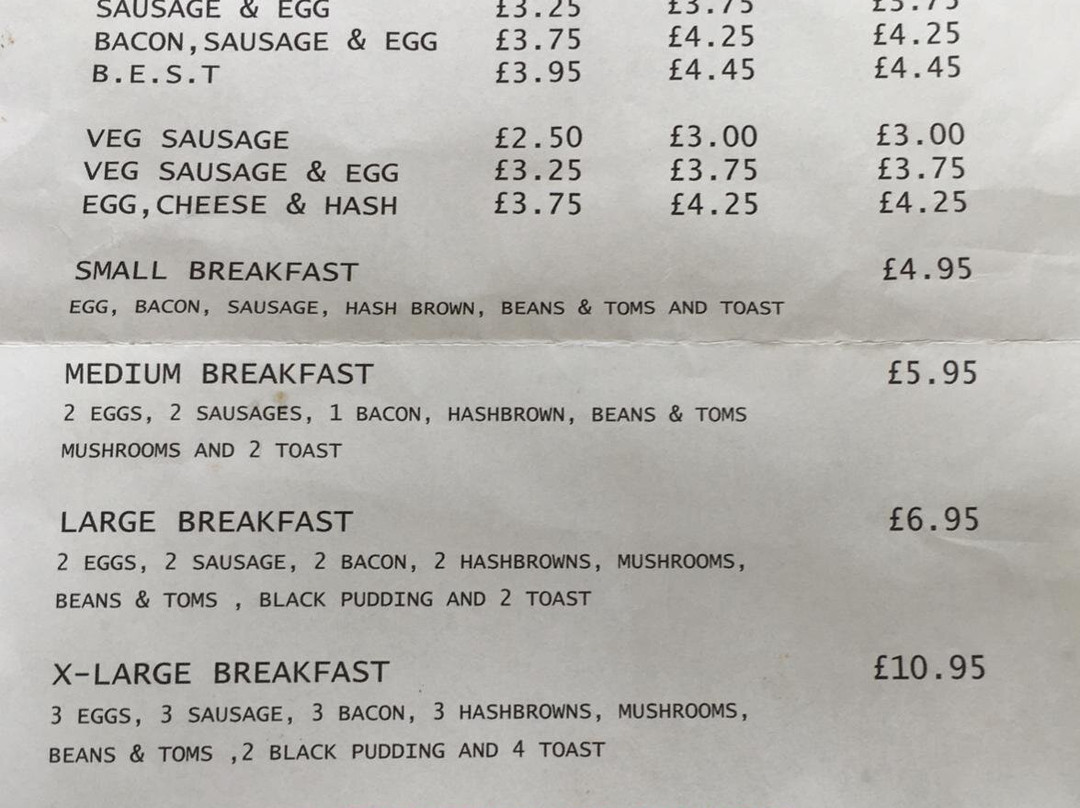 SAUSAGE & EGG £3.25 £3.75 £3.75
BACON,SAUSAGE & EGG £3.75 £4.25 £4.25
B.E.S.T £3.95 £4.45 £4.45
VEG SAUSAGE £2.50 £3.00 £3.00
VEG SAUSAGE & EGG £3.25 £3.75 £3.75
EGG,CHEESE & HASH £3.75 £4.25 £4.25
SMALL BREAKFAST £4.95
EGG, BACON, SAUSAGE, HASH BROWN, BEANS & TOMS AND TOAST
MEDIUM BREAKFAST £5.95
2 EGGS, 2 SAUSAGES, 1 BACON, HASHBROWN, BEANS & TOMS
MUSHROOMS AND 2 TOAST
LARGE BREAKFAST £6.95
2 EGGS, 2 SAUSAGE, 2 BACON, 2 HASHBROWNS, MUSHROOMS,
BEANS & TOMS , BLACK PUDDING AND 2 TOAST
X-LARGE BREAKFAST £10.95
3 EGGS, 3 SAUSAGE, 3 BACON, 3 HASHBROWNS, MUSHROOMS,
BEANS & TOMS ,2 BLACK PUDDING AND 4 TOAST